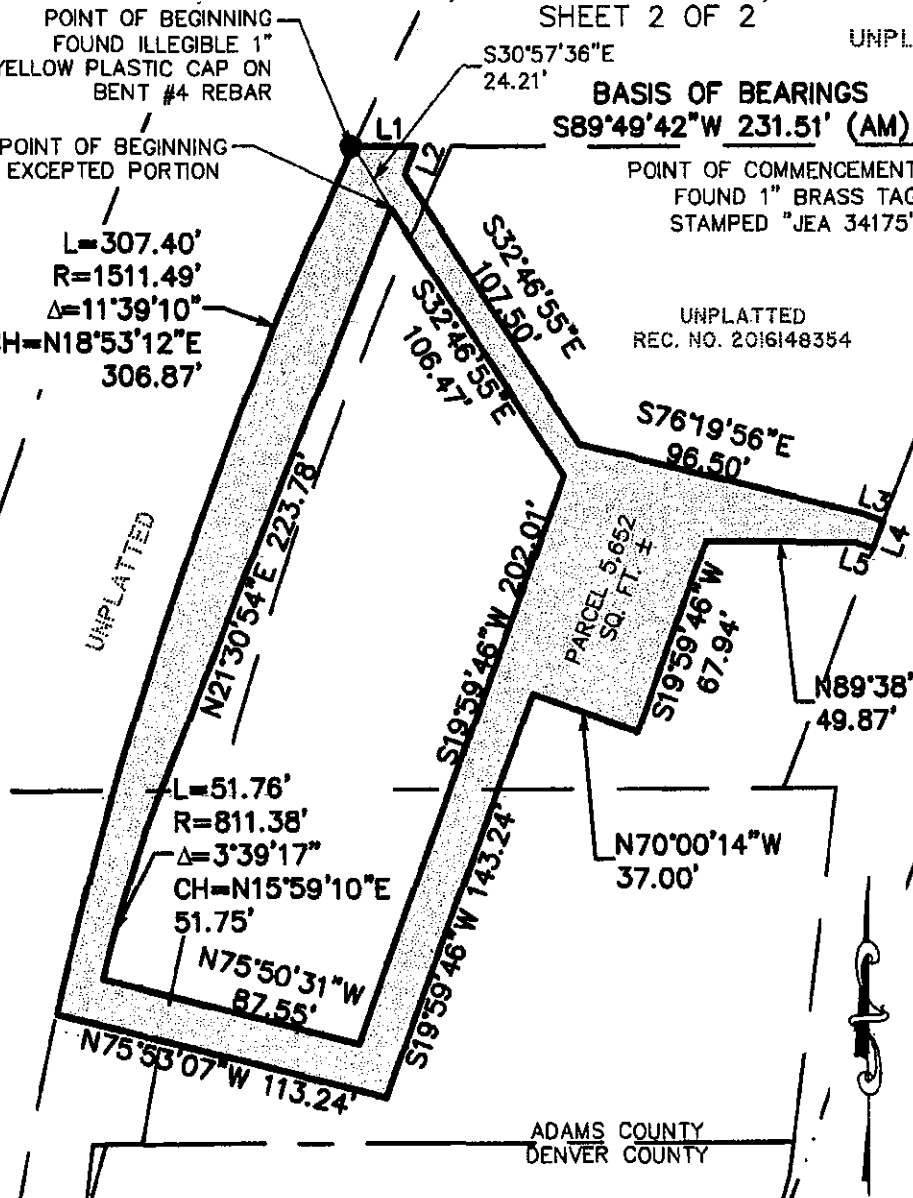 SHEET 2 OF 2
POINT OF BEGINNING
FOUND ILLEGIBLE 1"
YELLOW PLASTIC CAP ON
BENT #4 REBAR
S30°57'36"E
24.21'
UNPL
BASIS OF BEARINGS
S89°49'42"W 231.51' (AM)
L1
L2
POINT OF BEGINNING
EXCEPTED PORTION
POINT OF COMMENCEMENT
FOUND 1" BRASS TAG
STAMPED "JEA 34175"
L=307.40'
R=1511.49'
Δ=11°39'10"
CH=N18°53'12"E
306.87'
S32°46'55"E
107.50'
S32°46'55"E
106.47'
UNPLATTED
REC. NO. 2016148354
S76°19'56"E
96.50'
L3
L4
L5
UNPLATTED
N21°30'54"E 223.78'
S19°59'46"W 202.01'
PARCEL 5,652
SQ. FT. ±
S19°59'46"W
67.94'
N89°38'
49.87'
L=51.76'
R=811.38'
Δ=3°39'17"
CH=N15°59'10"E
51.75'
N70°00'14"W
37.00'
S19°59'46"W 143.24'
N75°50'31"W
87.55'
N75°53'07"W 113.24'
ADAMS COUNTY
DENVER COUNTY